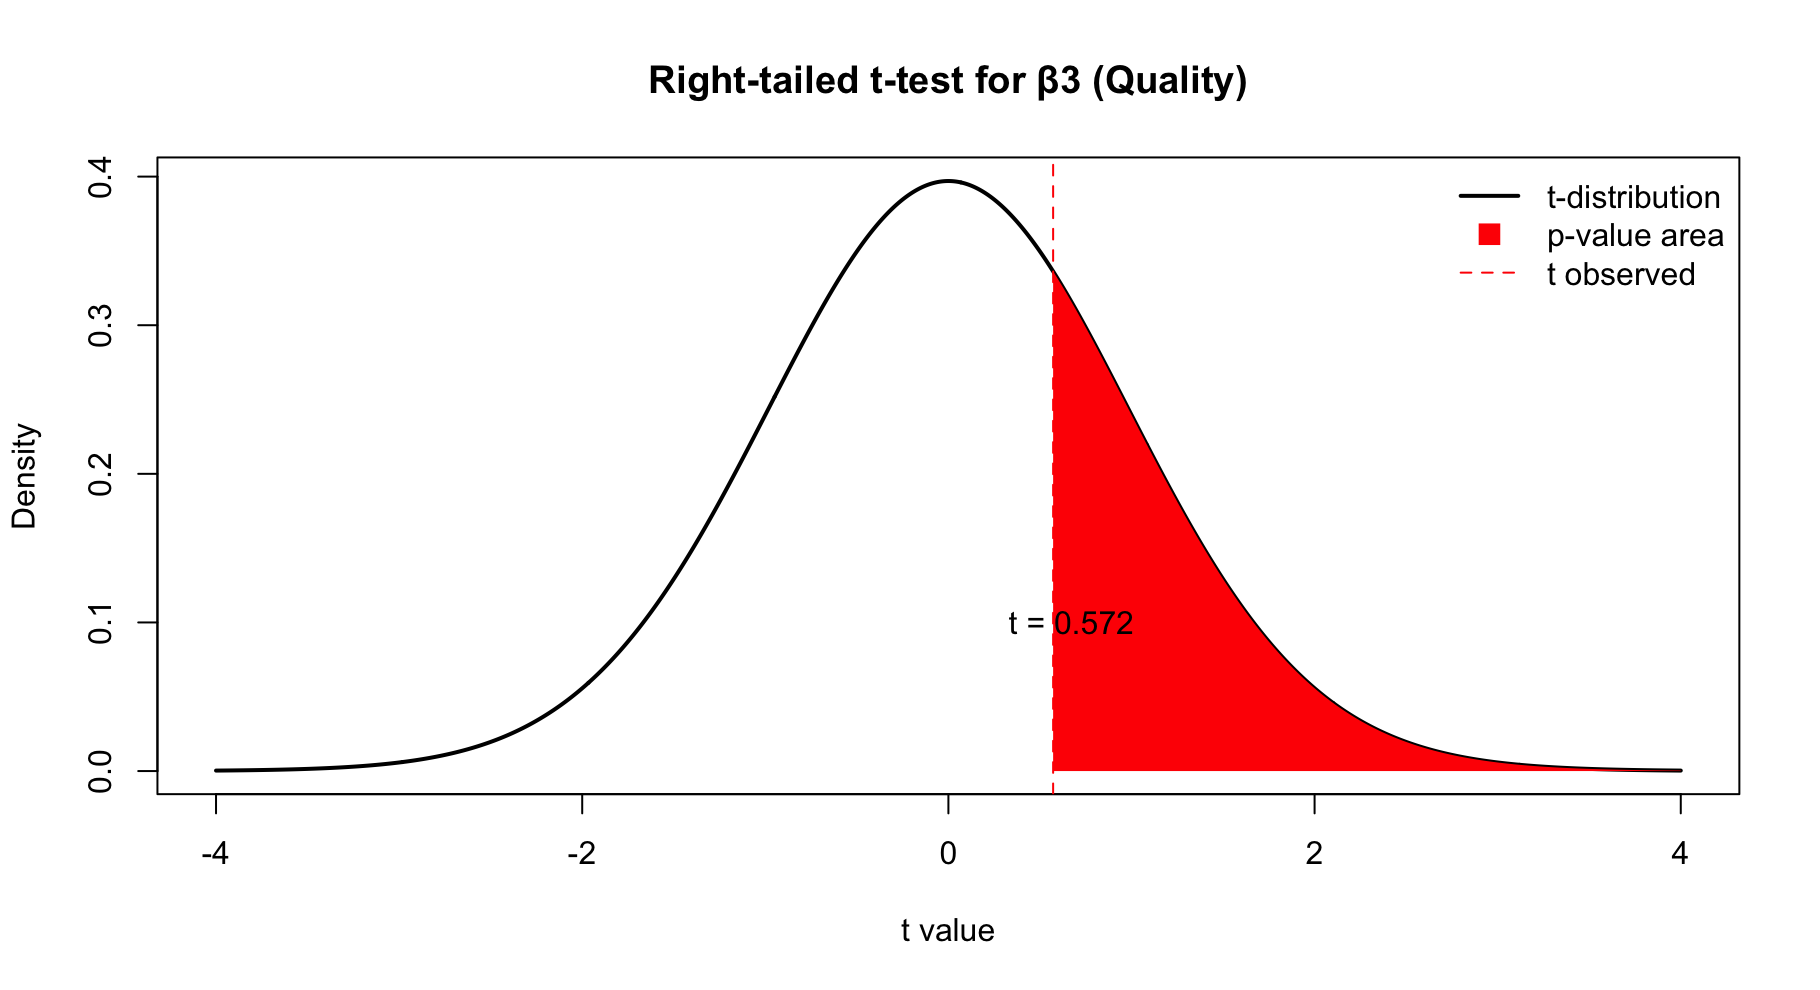 Right-tailed t-test for β3 (Quality)
t-distribution
p-value area
t observed
Density
0.4
0.3
0.2
0.1
0.0
t = 0.572
-4
-2
0
2
4
t value